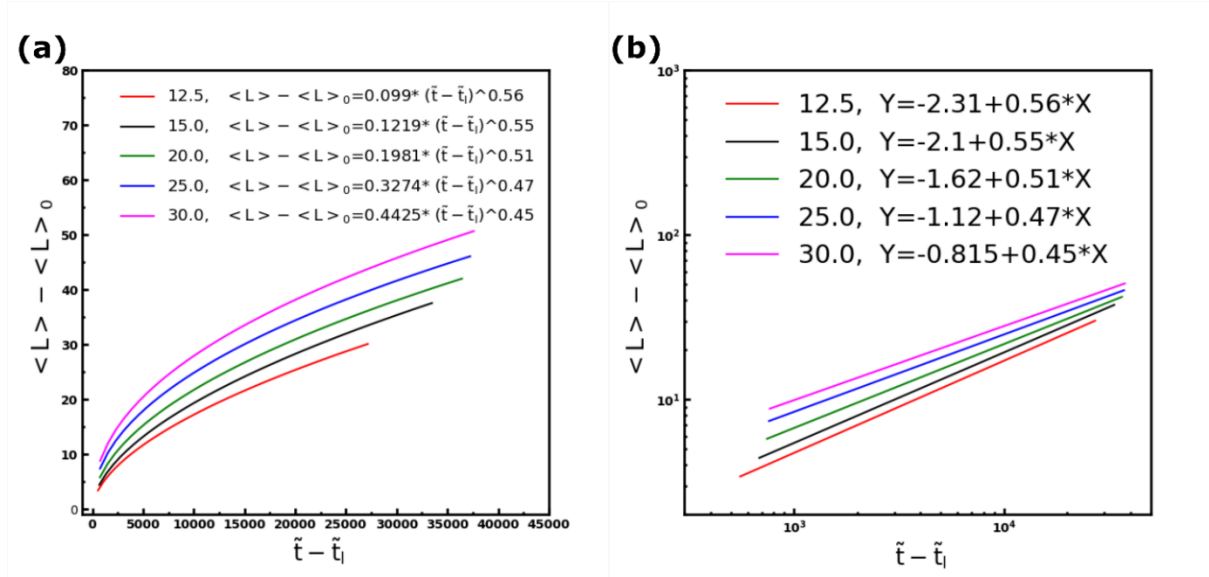 (a)
80
70
60
50
40
30
20
10
0
12.5, <L>−<L>₀=0.099* (t̃−t̃ₗ)^0.56
15.0, <L>−<L>₀=0.1219* (t̃−t̃ₗ)^0.55
20.0, <L>−<L>₀=0.1981* (t̃−t̃ₗ)^0.51
25.0, <L>−<L>₀=0.3274* (t̃−t̃ₗ)^0.47
30.0, <L>−<L>₀=0.4425* (t̃−t̃ₗ)^0.45
<L>−<L>₀
0 5000 10000 15000 20000 25000 30000 35000 40000 45000
t̃−t̃ₗ
(b)
10³
10²
10¹
12.5, Y=-2.31+0.56*X
15.0, Y=-2.1+0.55*X
20.0, Y=-1.62+0.51*X
25.0, Y=-1.12+0.47*X
30.0, Y=-0.815+0.45*X
<L>−<L>₀
10³ 10⁴
t̃−t̃ₗ